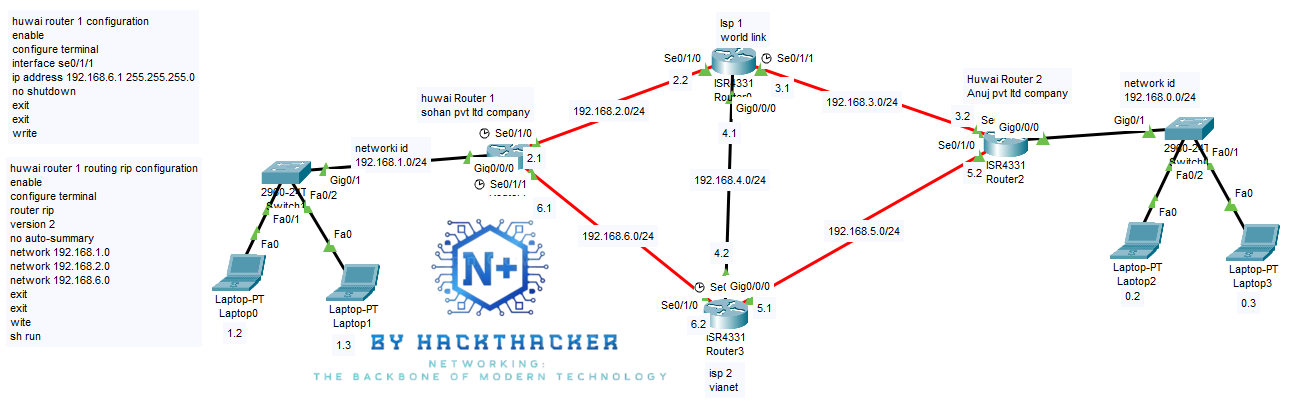 huwai router 1 configuration
enable
configure terminal
interface se0/1/1
ip address 192.168.6.1 255.255.255.0
no shutdown
exit
exit
write
huwai router 1 routing rip configuration
enable
configure terminal
router rip
version 2
no auto-summary
network 192.168.1.0
network 192.168.2.0
network 192.168.6.0
exit
exit
wite
sh run
Isp 1
world link
Se0/1/0
Se0/1/1
2.2
3.1
ISR4331
Router0
Gig0/0/0
4.1
huwai Router 1
sohan pvt ltd company
Se0/1/0
2.1
Gig0/0/0
Se0/1/1
6.1
192.168.2.0/24
192.168.3.0/24
192.168.4.0/24
192.168.6.0/24
192.168.5.0/24
networki id
192.168.1.0/24
Gig0/1
Fa0/2
Fa0/1
Fa0
Fa0
Laptop-PT
Laptop0
1.2
Laptop-PT
Laptop1
1.3
Huwai Router 2
Anuj pvt ltd company
3.2
Gig0/0/0
Se0/1/0
5.2
ISR4331
Router2
network id
192.168.0.0/24
Gig0/1
Fa0/1
Fa0/2
Fa0
Fa0
Laptop-PT
Laptop2
0.2
Laptop-PT
Laptop3
0.3
4.2
Gig0/0/0
Se0/1/0
5.1
6.2
ISR4331
Router3
isp 2
vianet
N+
BY HACKTHACKER
NETWORKING:
THE BACKBONE OF MODERN TECHNOLOGY